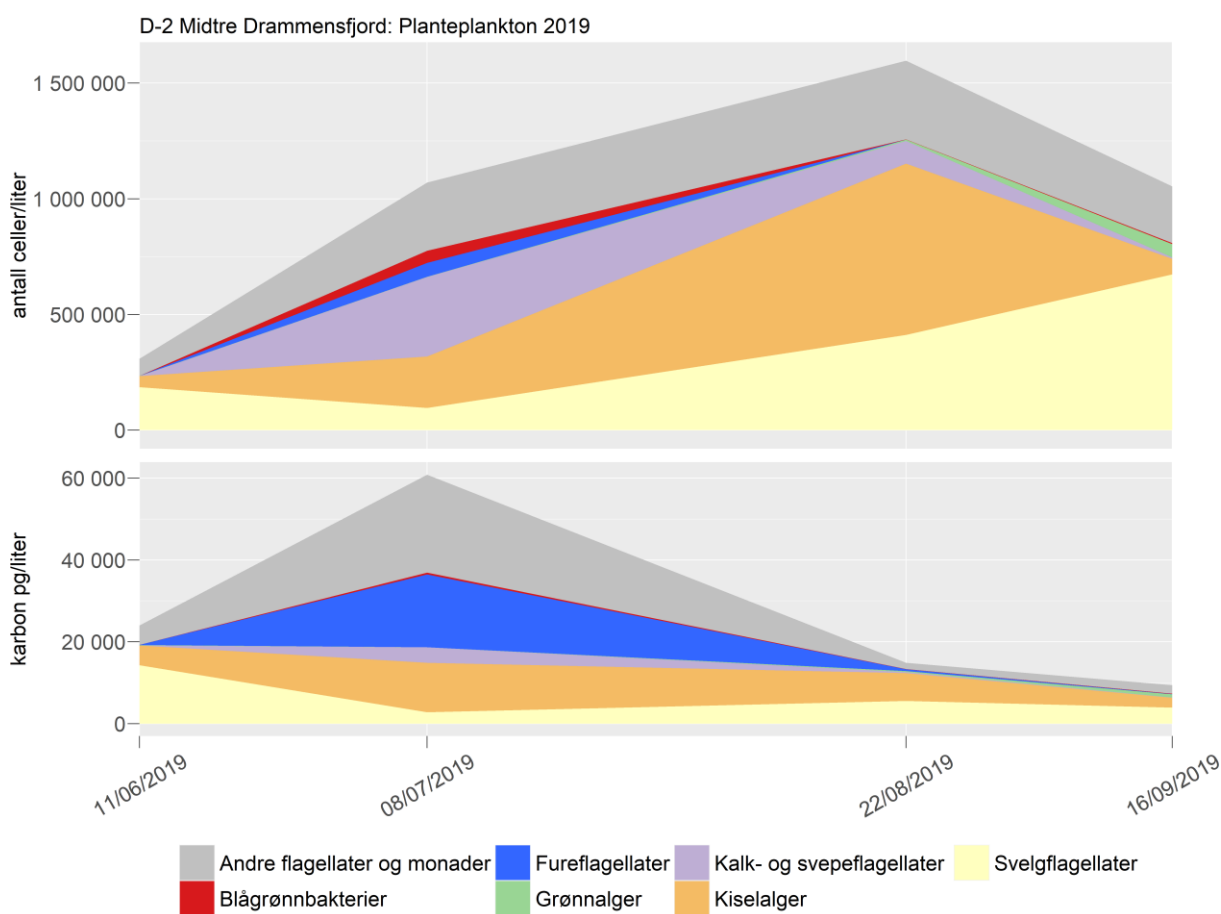 D-2 Midtre Drammensfjord: Planteplankton 2019
antall celler/liter
1 500 000
1 000 000
500 000
0
karbon pg/liter
60 000
40 000
20 000
0
11/06/2019
08/07/2019
22/08/2019
16/09/2019
Andre flagellater og monader
Fureflagellater
Kalk- og svepeflagellater
Svelgflagellater
Blågrønnbakterier
Grønnalger
Kiselalger